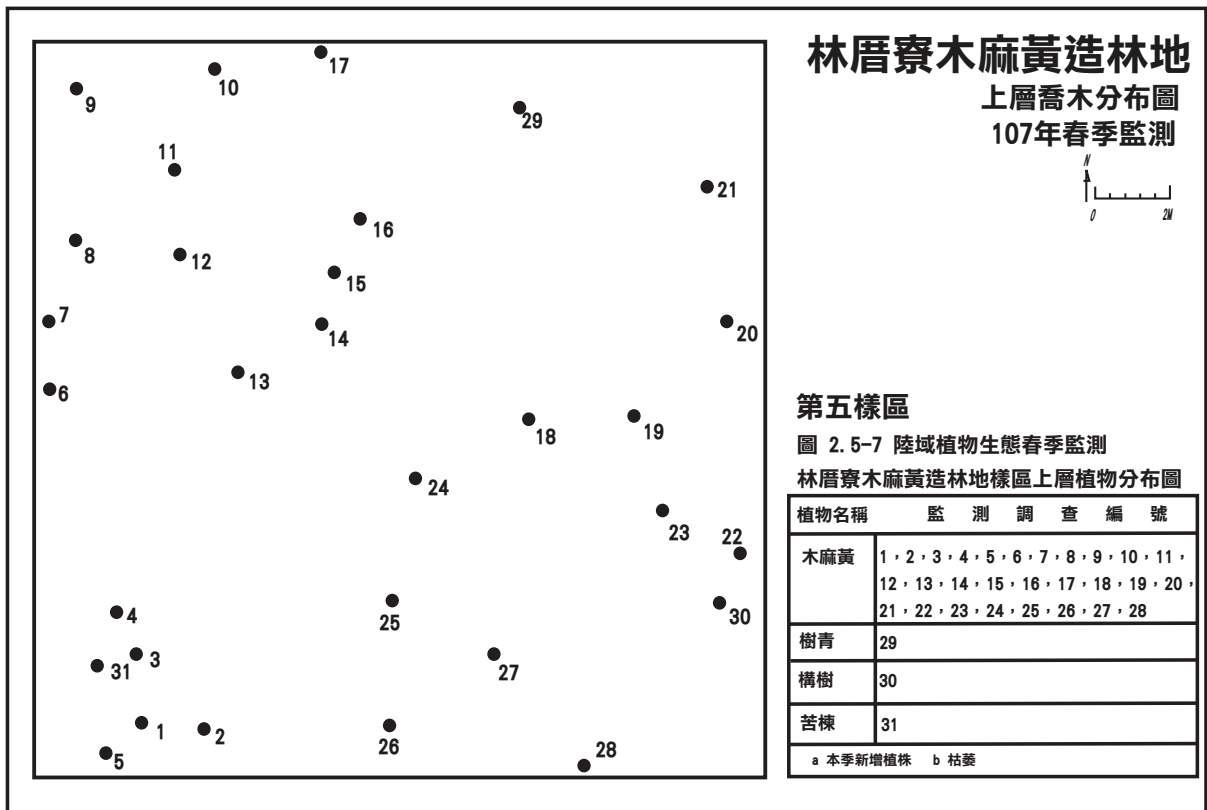 林厝寮木麻黃造林地
上層喬木分布圖
107年春季監測
N
0 2M
17
10
9
29
11
21
16
8
12
15
7
14
20
13
6
18
19
24
23
22
4
25
30
3
31
27
1
2
26
5
28
第五樣區
圖 2.5-7 陸域植物生態春季監測
林厝寮木麻黃造林地樣區上層植物分布圖
植物名稱 監測調查編號
木麻黃 1,2,3,4,5,6,7,8,9,10,11,
12,13,14,15,16,17,18,19,20,
21,22,23,24,25,26,27,28
樹青 29
構樹 30
苦楝 31
a 本季新增植株 b 枯萎